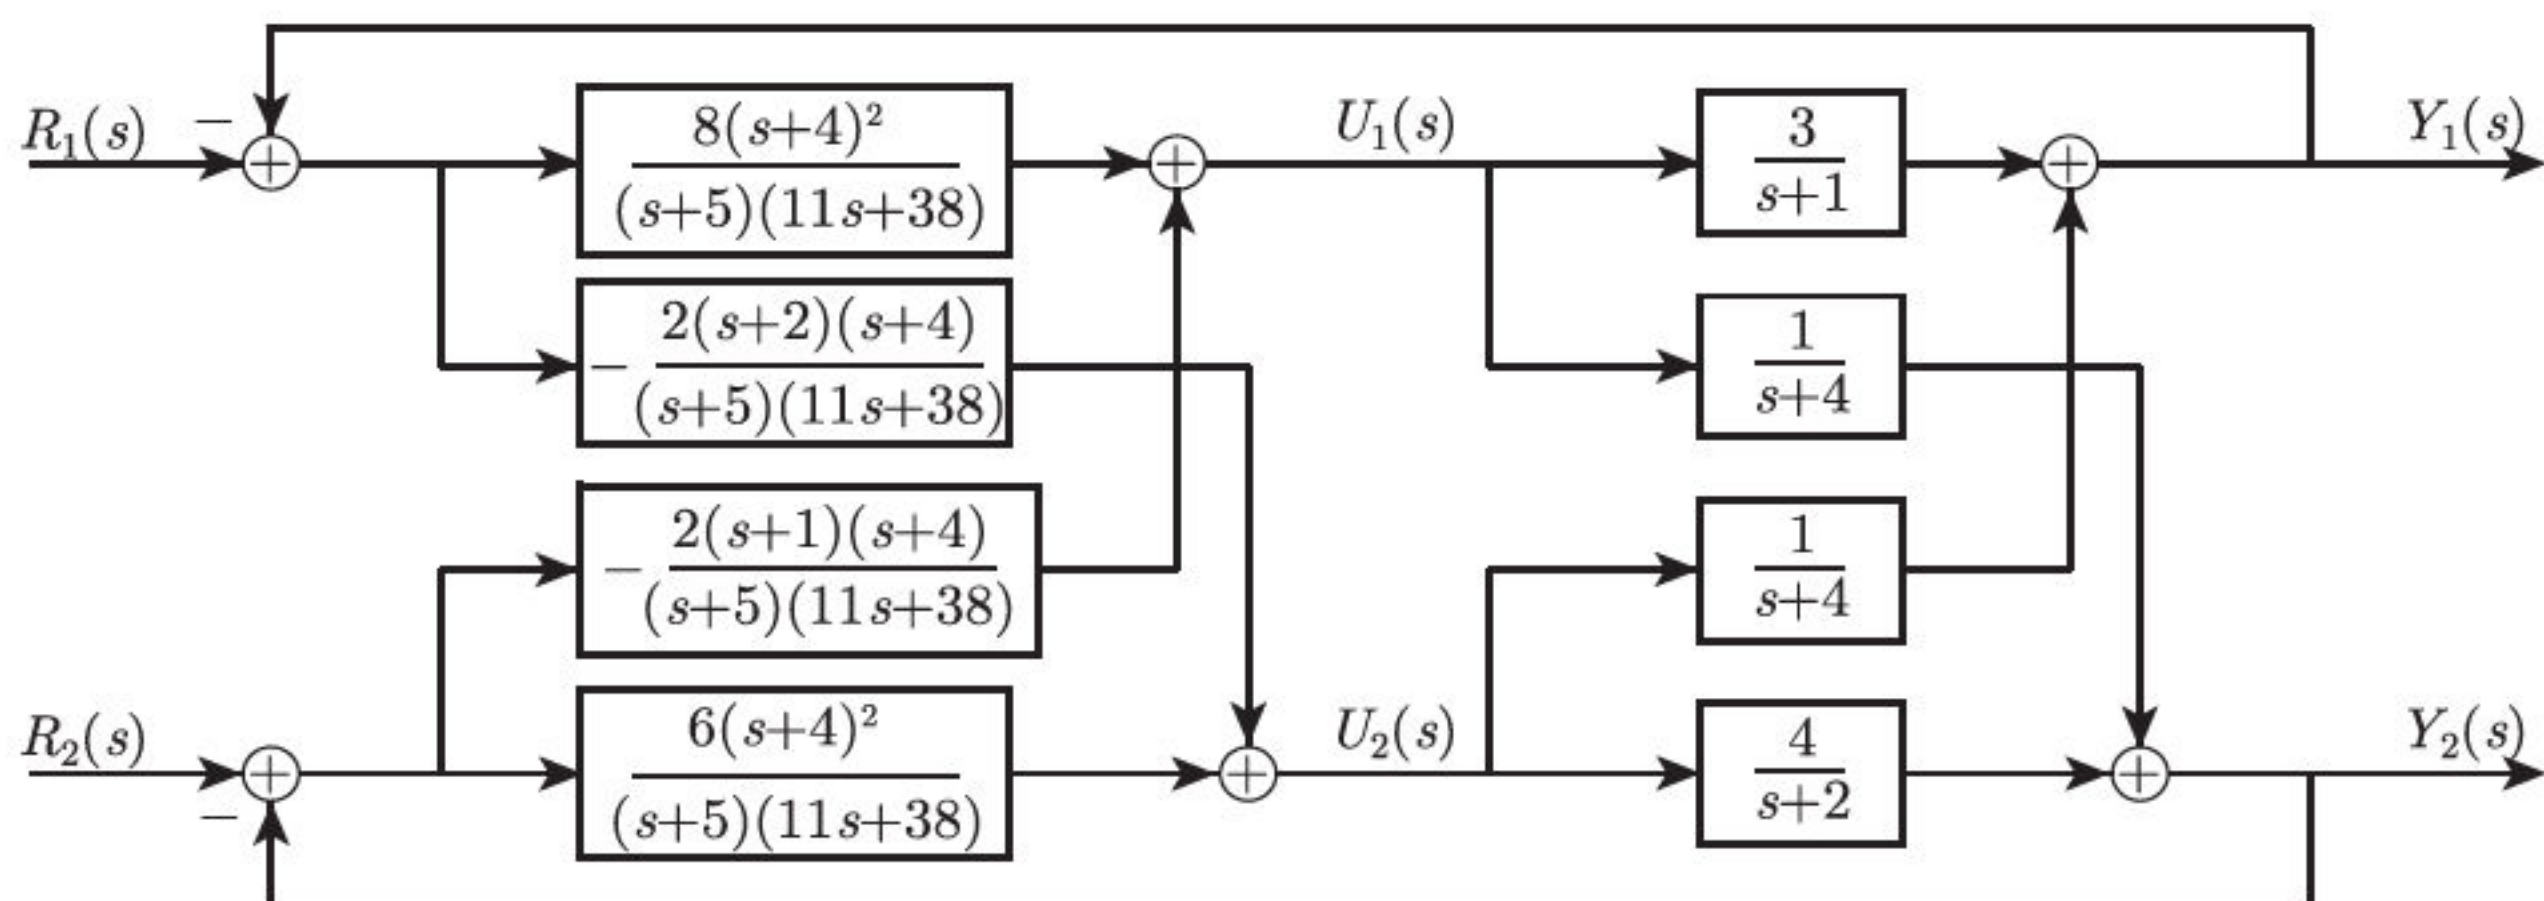 R₁(s) −
+
8(s+4)²
(s+5)(11s+38)
+
U₁(s)
3
s+1
+
Y₁(s)
− 2(s+2)(s+4)
(s+5)(11s+38)
1
s+4
− 2(s+1)(s+4)
(s+5)(11s+38)
1
s+4
R₂(s)
+
−
6(s+4)²
(s+5)(11s+38)
+
U₂(s)
4
s+2
+
Y₂(s)